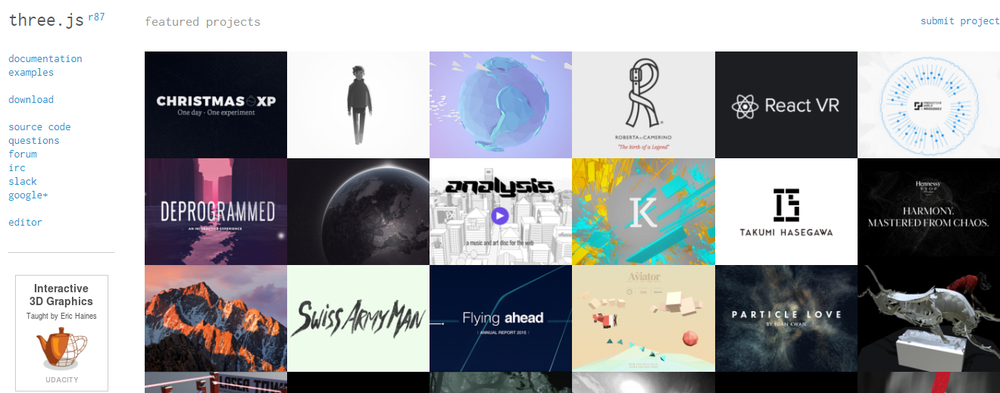 three.js r87
featured projects
submit project
documentation
examples
download
source code
questions
forum
irc
slack
google+
editor
Interactive
3D Graphics
Taught by Eric Haines
UDACITY
CHRISTMAS XP
One day · One experiment
ROBERTA DI CAMERINO
"The birth of a Legend"
React VR
DEPROGRAMMED
AN INTERACTIVE EXPERIENCE
analysis
a music and art disc for the web
K
TAKUMI HASEGAWA
Hennessy
V.S.O.P
HARMONY.
MASTERED FROM CHAOS.
SWISS ARMY MAN
Flying ahead
ANNUAL REPORT 2015
the Aviator
PARTICLE LOVE
BY EDAN KWAN
LASER TOW